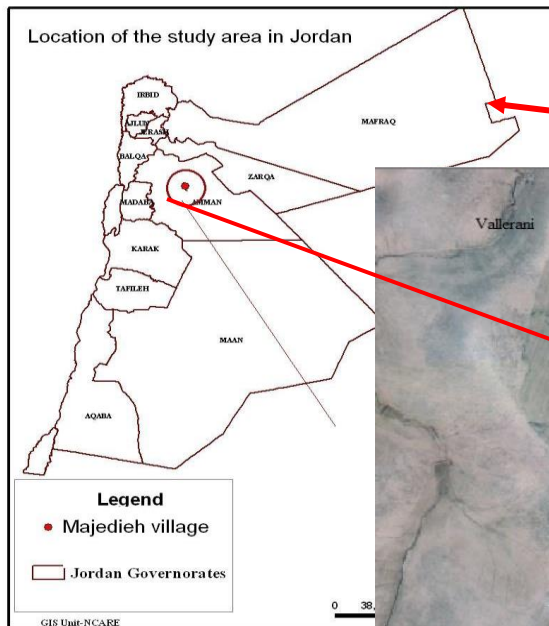 Location of the study area in Jordan
IRBID
AJLUN
JERASH
MAFRAQ
BALQA
ZARQA
MADABA
AMMAN
Vallerani
KARAK
TAFILEH
MAAN
AQABA
Legend
Majedieh village
Jordan Governorates
0 38,
GIS Unit-NCARE